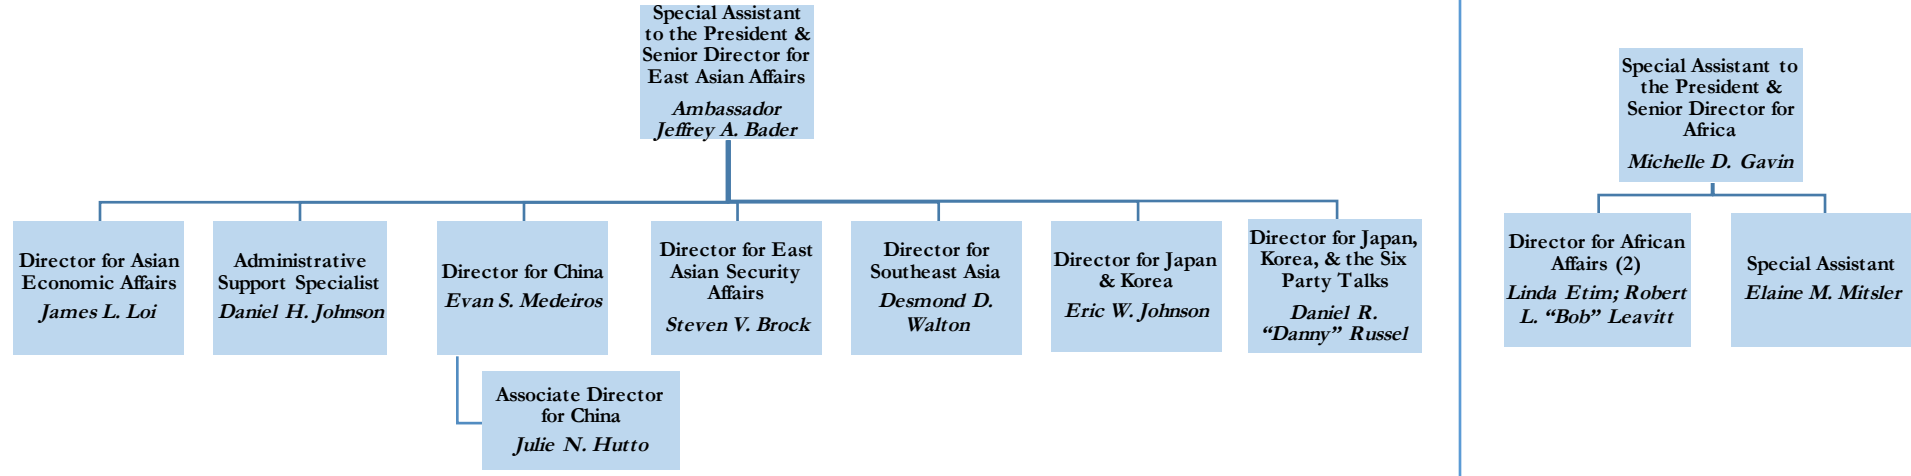 Special Assistant
to the President &
Senior Director for
East Asian Affairs
Ambassador
Jeffrey A. Bader
Director for Asian
Economic Affairs
James L. Loi
Administrative
Support Specialist
Daniel H. Johnson
Director for China
Evan S. Medeiros
Director for East
Asian Security
Affairs
Steven V. Brock
Director for
Southeast Asia
Desmond D.
Walton
Director for Japan
& Korea
Eric W. Johnson
Director for Japan,
Korea, & the Six
Party Talks
Daniel R.
“Danny” Russel
Associate Director
for China
Julie N. Hutto
Special Assistant to
the President &
Senior Director for
Africa
Michelle D. Gavin
Director for African
Affairs (2)
Linda Etim; Robert
L. “Bob” Leavitt
Special Assistant
Elaine M. Mitsler